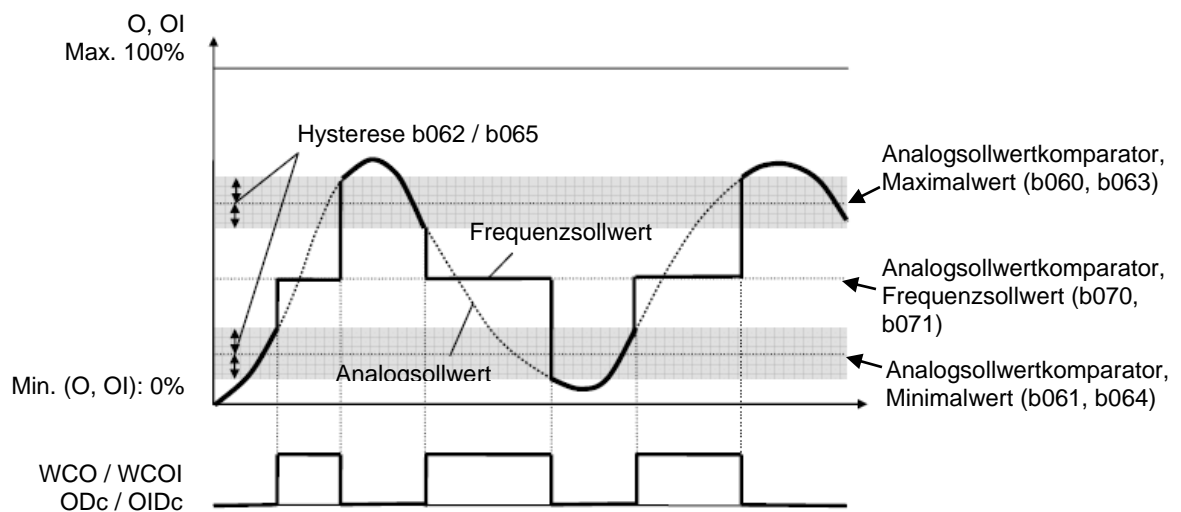 O, OI
Max. 100%
Hysterese b062 / b065
Analogsollwertkomparator,
Maximalwert (b060, b063)
Frequenzsollwert
Analogsollwertkomparator,
Frequenzsollwert (b070,
b071)
Analogsollwert
Min. (O, OI): 0%
Analogsollwertkomparator,
Minimalwert (b061, b064)
WCO / WCOI
ODc / OIDc